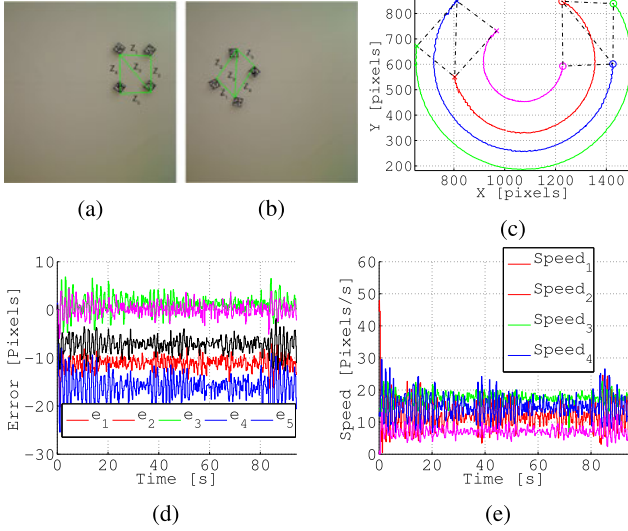 (a)
(b)
800
700
600
500
400
300
200
Y [pixels]
800 1000 1200 1400
X [pixels]
(c)
10
0
-10
-20
-30
Error [Pixels]
e1 e2 e3 e4 e5
0 20 40 60 80
Time [s]
(d)
60
50
40
30
20
10
0
Speed [Pixels/s]
Speed1
Speed2
Speed3
Speed4
0 20 40 60 80
Time [s]
(e)